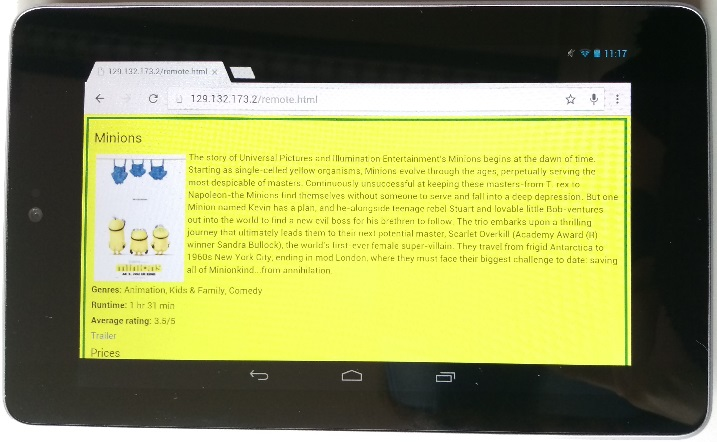 11:17
129.132.173.2/remote.html ×
129.132.173.2/remote.html
Minions
The story of Universal Pictures and Illumination Entertainment's Minions begins at the dawn of time.
Starting as single-celled yellow organisms, Minions evolve through the ages, perpetually serving the
most despicable of masters. Continuously unsuccessful at keeping these masters-from T. rex to
Napoleon-the Minions find themselves without someone to serve and fall into a deep depression. But one
Minion named Kevin has a plan, and he-alongside teenage rebel Stuart and lovable little Bob-ventures
out into the world to find a new evil boss for his brethren to follow. The trio embarks upon a thrilling
journey that ultimately leads them to their next potential master, Scarlet Overkill (Academy Award (R)
winner Sandra Bullock), the world's first-ever female super-villain. They travel from frigid Antarctica to
1960s New York City, ending in mod London, where they must face their biggest challenge to date: saving
all of Minionkind...from annihilation.
minions
Genres: Animation, Kids & Family, Comedy
Runtime: 1 hr 31 min
Average rating: 3.5/5
Trailer
Prices